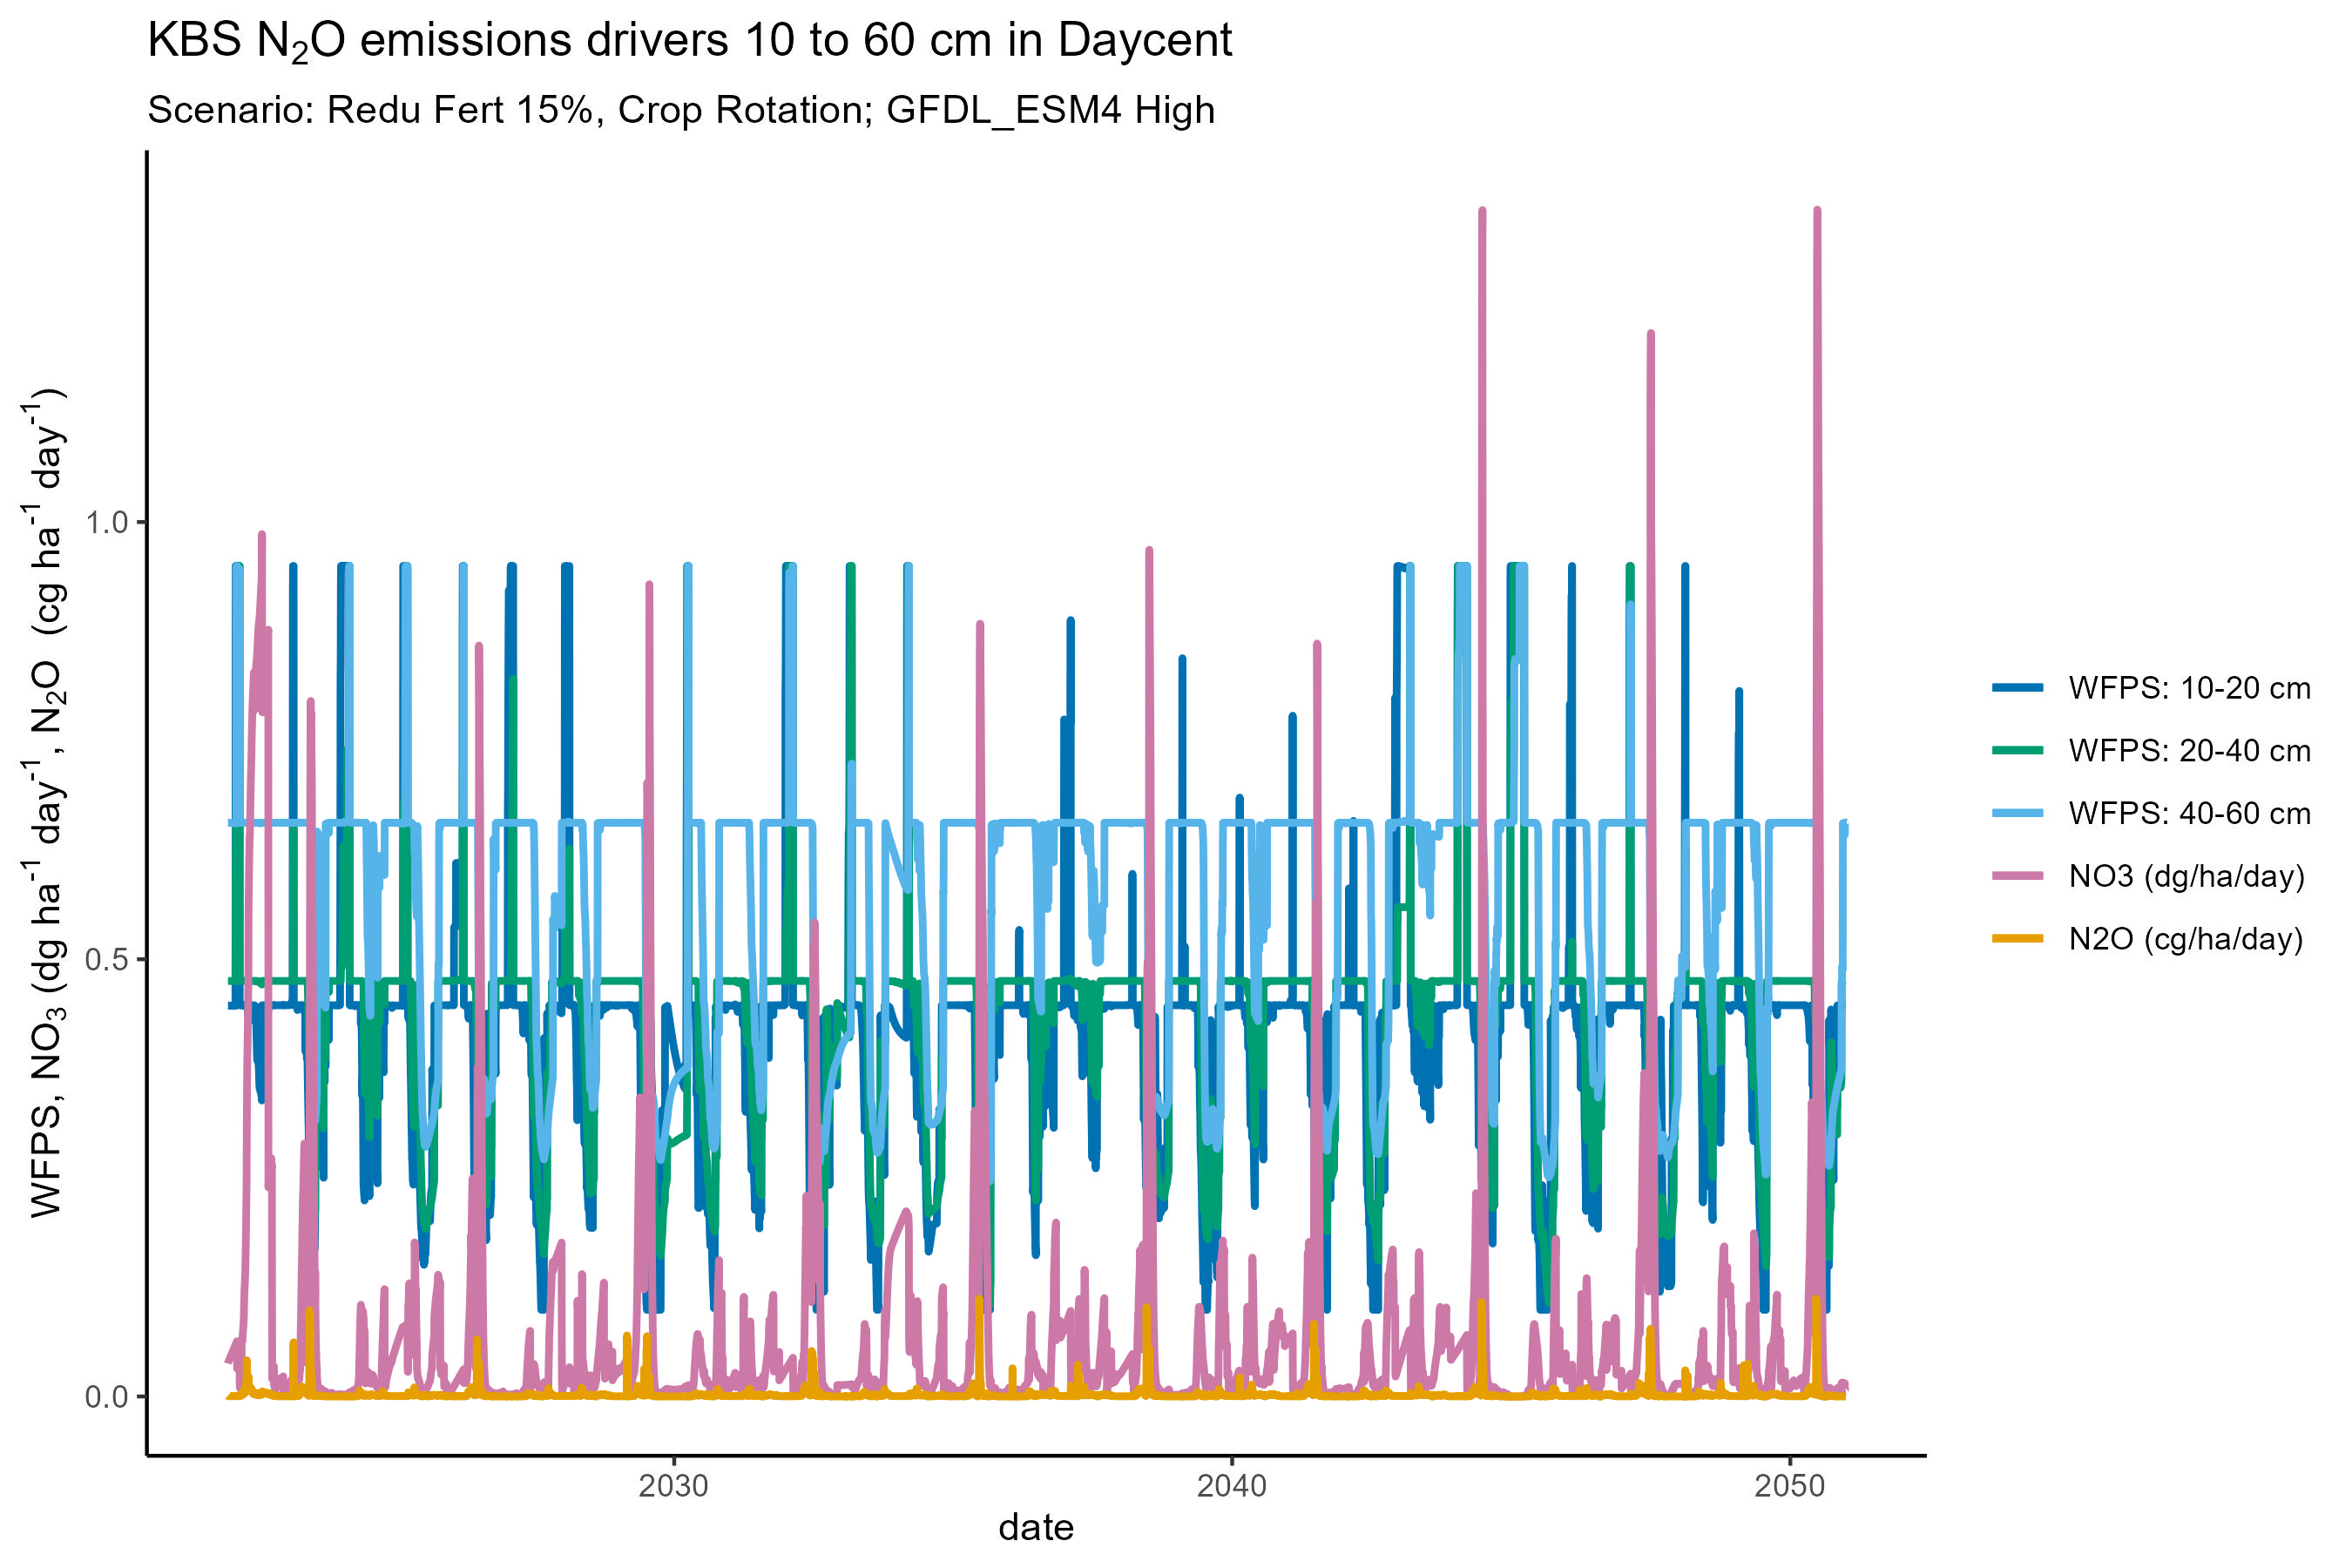 KBS N₂O emissions drivers 10 to 60 cm in Daycent
Scenario: Redu Fert 15%, Crop Rotation; GFDL_ESM4 High
WFPS, NO₃ (dg ha⁻¹ day⁻¹, N₂O (cg ha⁻¹ day⁻¹)
1.0
0.5
0.0
2030 2040 2050
date
WFPS: 10-20 cm
WFPS: 20-40 cm
WFPS: 40-60 cm
NO3 (dg/ha/day)
N2O (cg/ha/day)